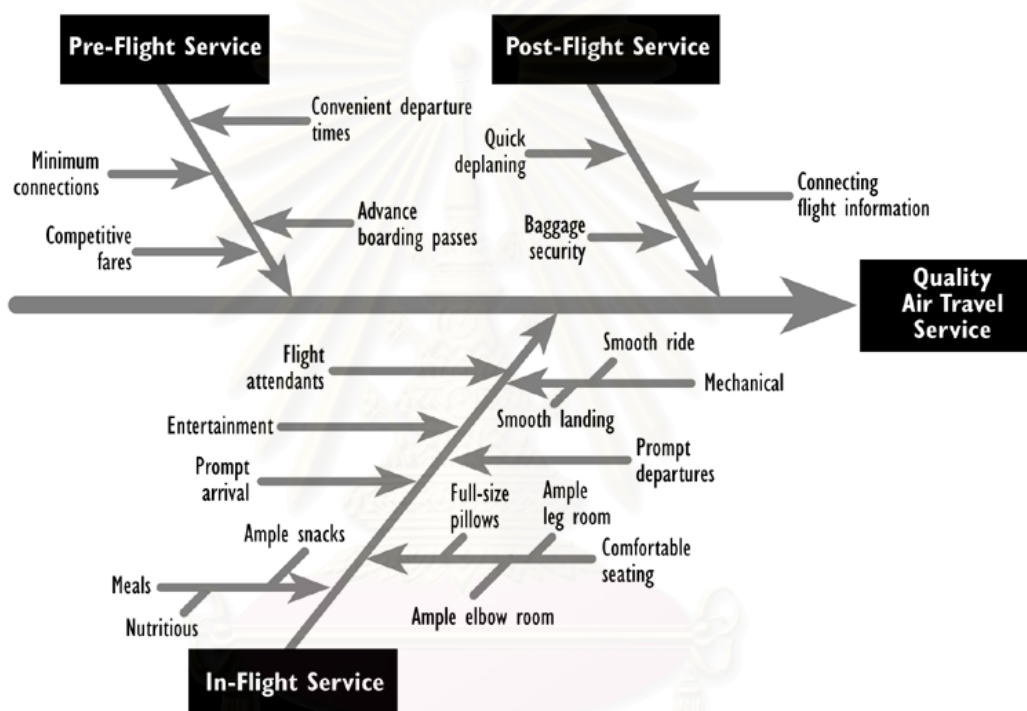 Pre-Flight Service
Post-Flight Service
Convenient departure
times
Minimum
connections
Advance
boarding passes
Competitive
fares
Quick
deplaning
Connecting
flight information
Baggage
security
Quality
Air Travel
Service
Flight
attendants
Smooth ride
Mechanical
Smooth landing
Entertainment
Prompt
departures
Prompt
arrival
Full-size
pillows
Ample
leg room
Ample snacks
Comfortable
seating
Meals
Nutritious
Ample elbow room
In-Flight Service